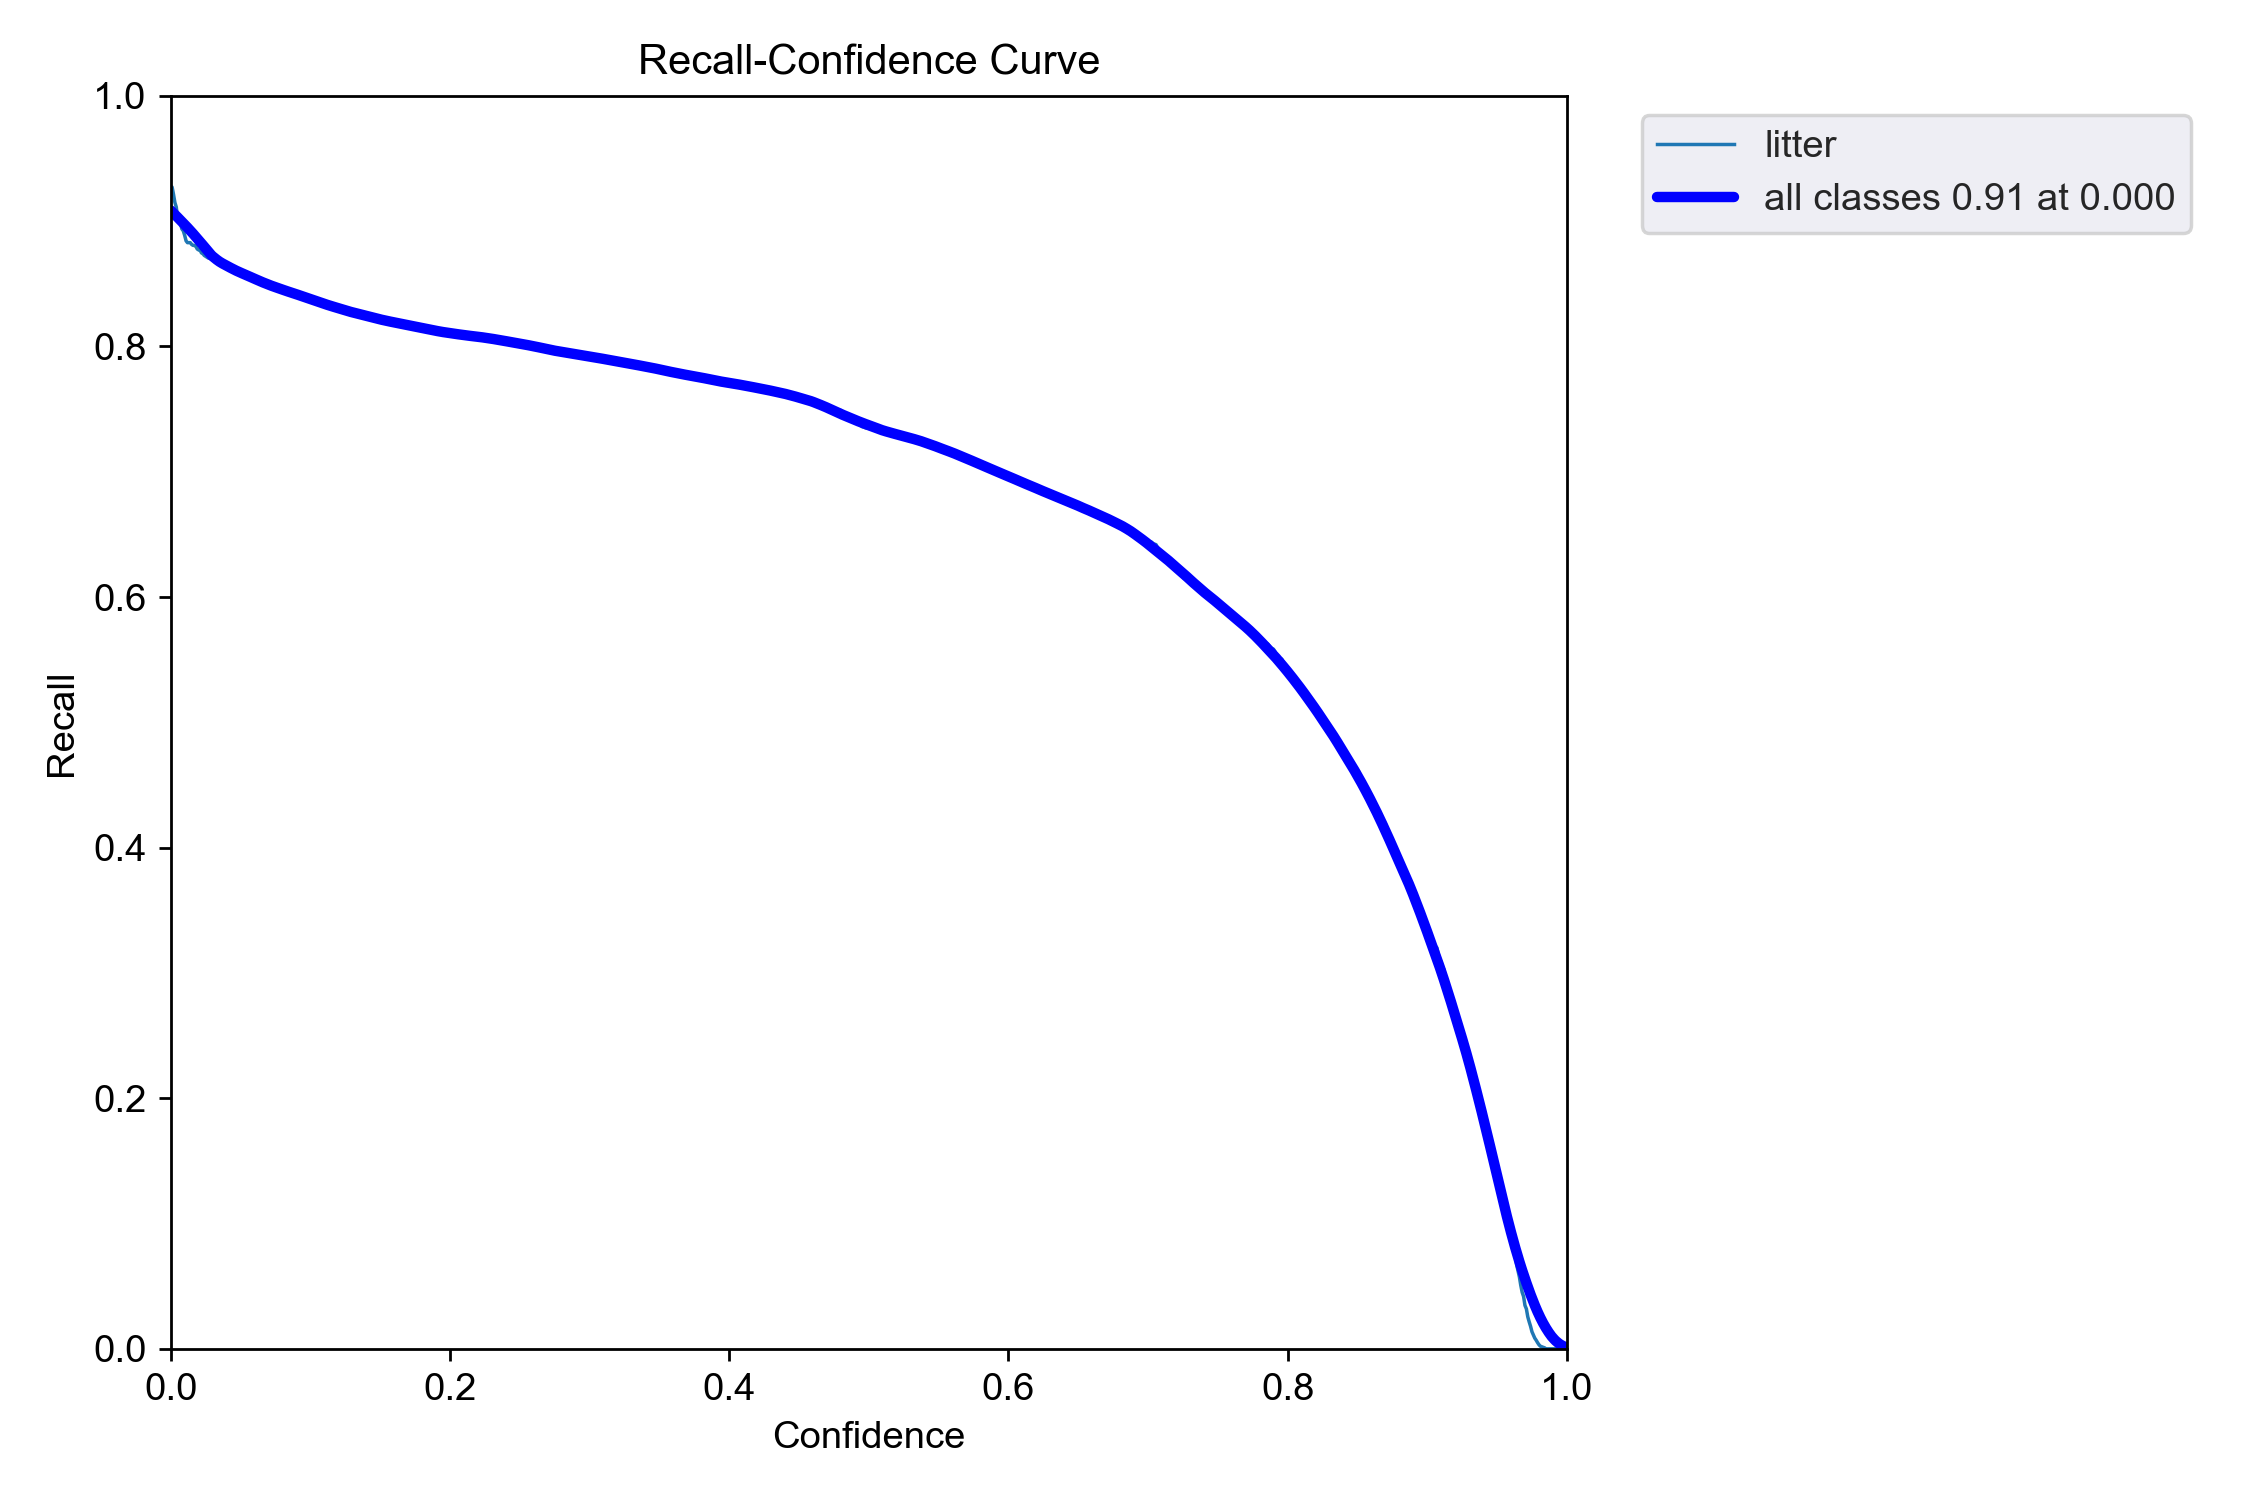 Recall-Confidence Curve
litter
all classes 0.91 at 0.000
1.0
0.8
0.6
0.4
0.2
0.0
Recall
0.0 0.2 0.4 0.6 0.8 1.0
Confidence